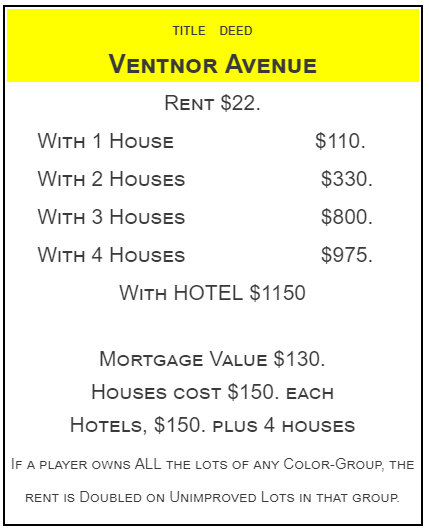 TITLE DEED
VENTNOR AVENUE
RENT $22.
WITH 1 HOUSE $110.
WITH 2 HOUSES $330.
WITH 3 HOUSES $800.
WITH 4 HOUSES $975.
WITH HOTEL $1150
MORTGAGE VALUE $130.
HOUSES COST $150. EACH
HOTELS, $150. PLUS 4 HOUSES
IF A PLAYER OWNS ALL THE LOTS OF ANY COLOR-GROUP, THE
RENT IS DOUBLED ON UNIMPROVED LOTS IN THAT GROUP.